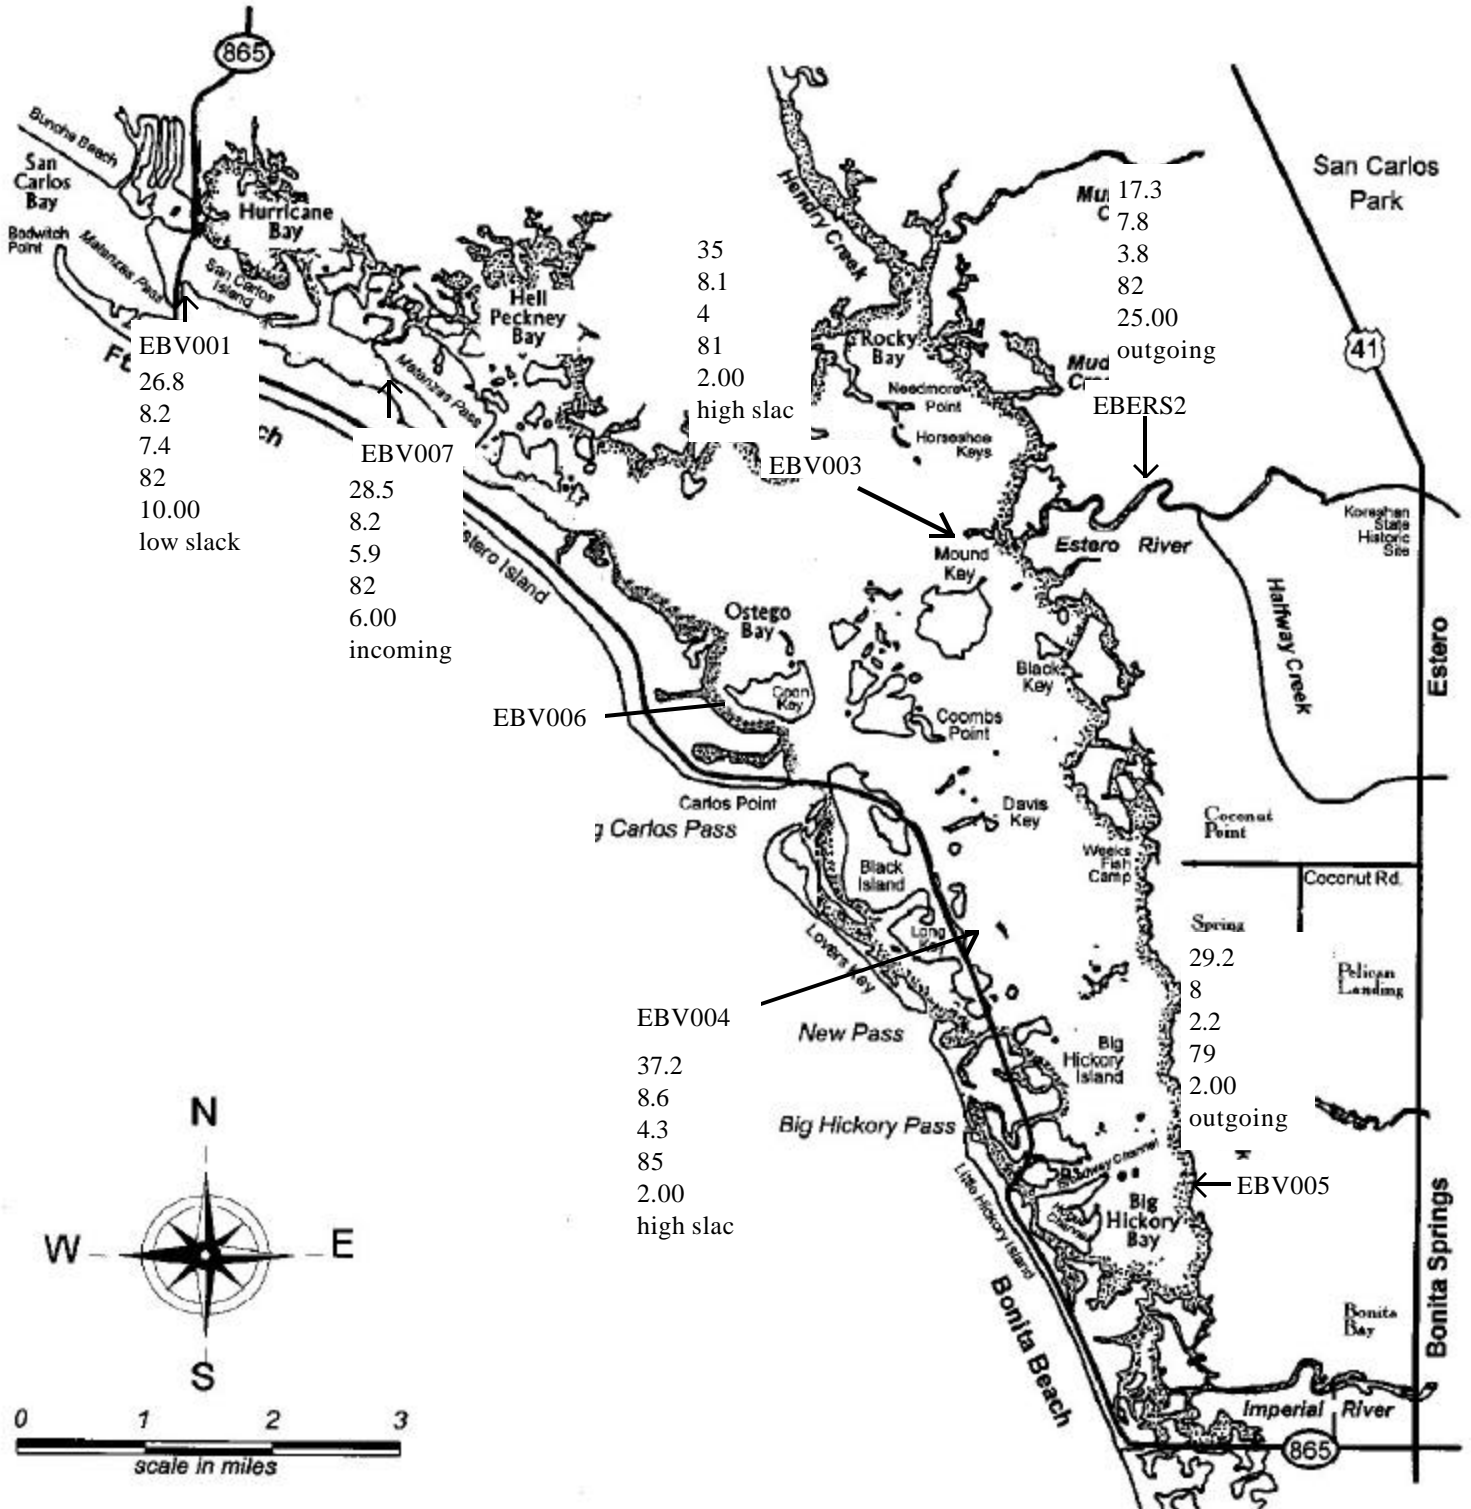 865
Bunche Beach
San
Carlos
Bay
Bodwitch
Point
Matanzas Pass
Hurricane
Bay
San Carlos
Island
Hell
Peckney
Bay
Matanzas Pass
EBV001
26.8
8.2
7.4
82
10.00
low slack
EBV007
28.5
8.2
5.9
82
6.00
incoming
35
8.1
4
81
2.00
high slac
EBV003
Hendry Creek
Rocky
Bay
Needmore
Point
Horseshoe
Keys
17.3
7.8
3.8
82
25.00
outgoing
EBERS2
San Carlos
Park
41
Koreshan
State
Historic
Site
Estero River
Halfway Creek
Estero
Mound
Key
stero Island
Ostego
Bay
Coon
Key
EBV006
Black
Key
Coombs
Point
Carlos Point
g Carlos Pass
Davis
Key
Coconut
Point
Coconut Rd.
Weeks
Fish
Camp
Black
Island
Long
Key
Lovers Key
EBV004
37.2
8.6
4.3
85
2.00
high slac
New Pass
Big
Hickory
Island
Spring
29.2
8
2.2
79
2.00
outgoing
Pelican
Landing
EBV005
Big Hickory Pass
Little Hickory Island
Channel
Channel
Big
Hickory
Bay
Bonita Beach
Bonita
Bay
Bonita Springs
Imperial River
865
N
W E
S
0 1 2 3
scale in miles